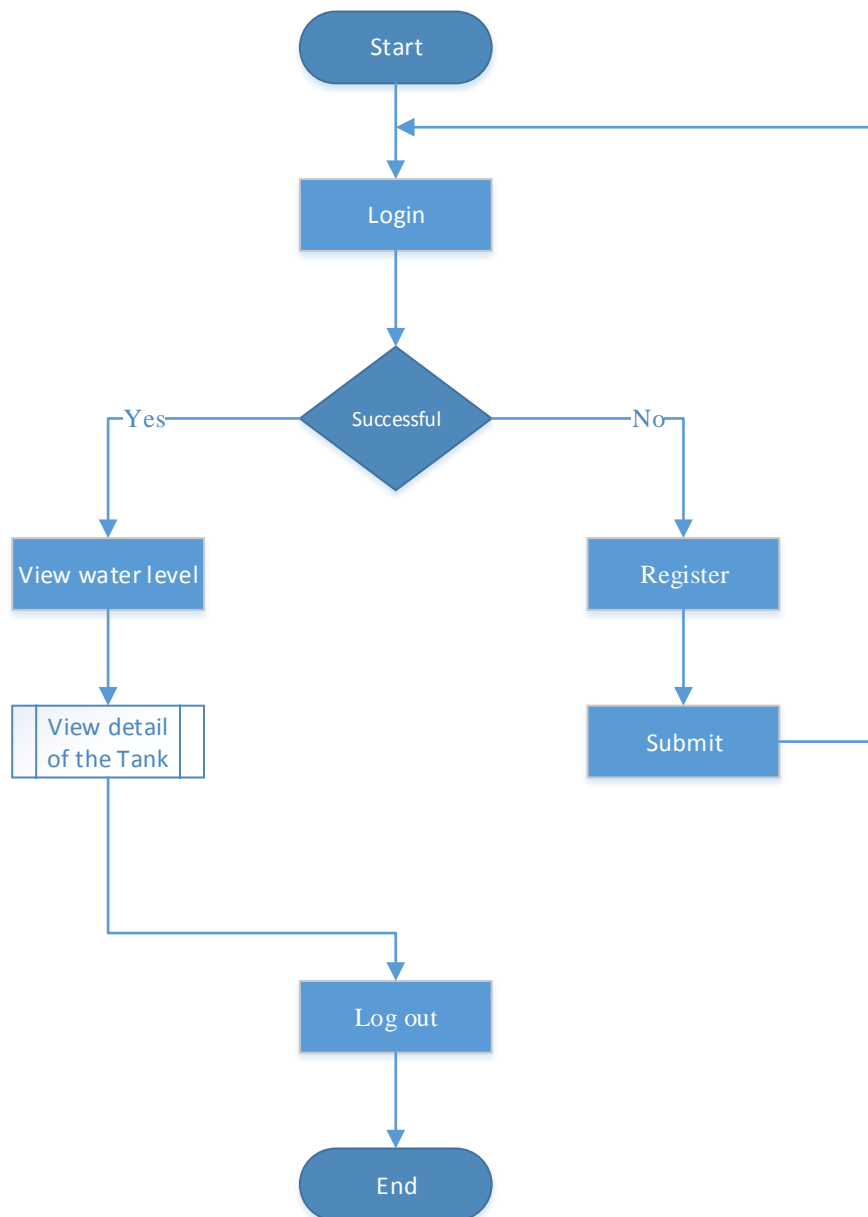 Start
Login
Successful
Yes
No
View water level
Register
View detail
of the Tank
Submit
Log out
End